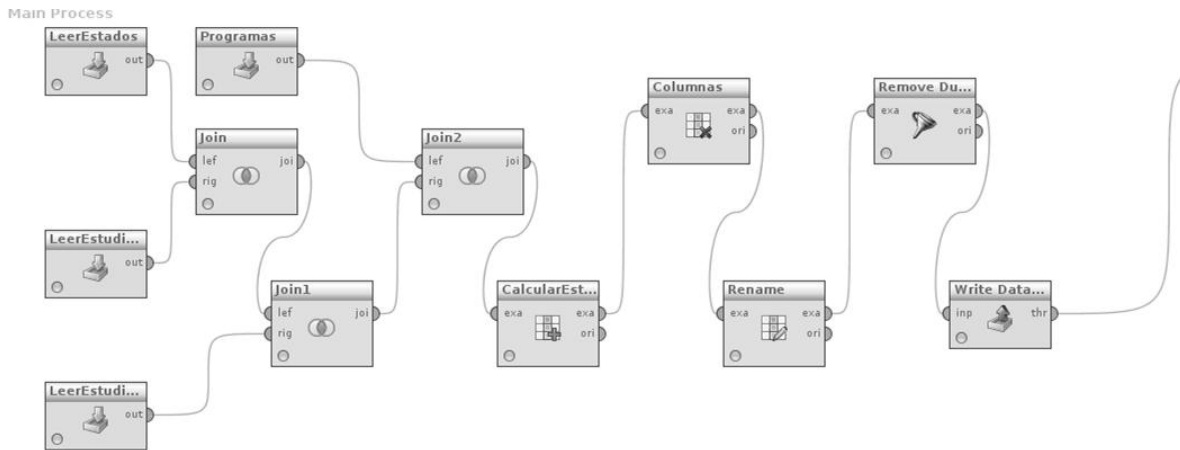 Main Process
LeerEstados
out
Programas
out
Join
lef
joi
rig
Join2
lef
joi
rig
LeerEstudi...
out
Join1
lef
joi
rig
LeerEstudi...
out
CalcularEst...
exa
exa
ori
Columnas
exa
exa
ori
Rename
exa
exa
ori
Remove Du...
exa
exa
ori
Write Data...
inp
thr